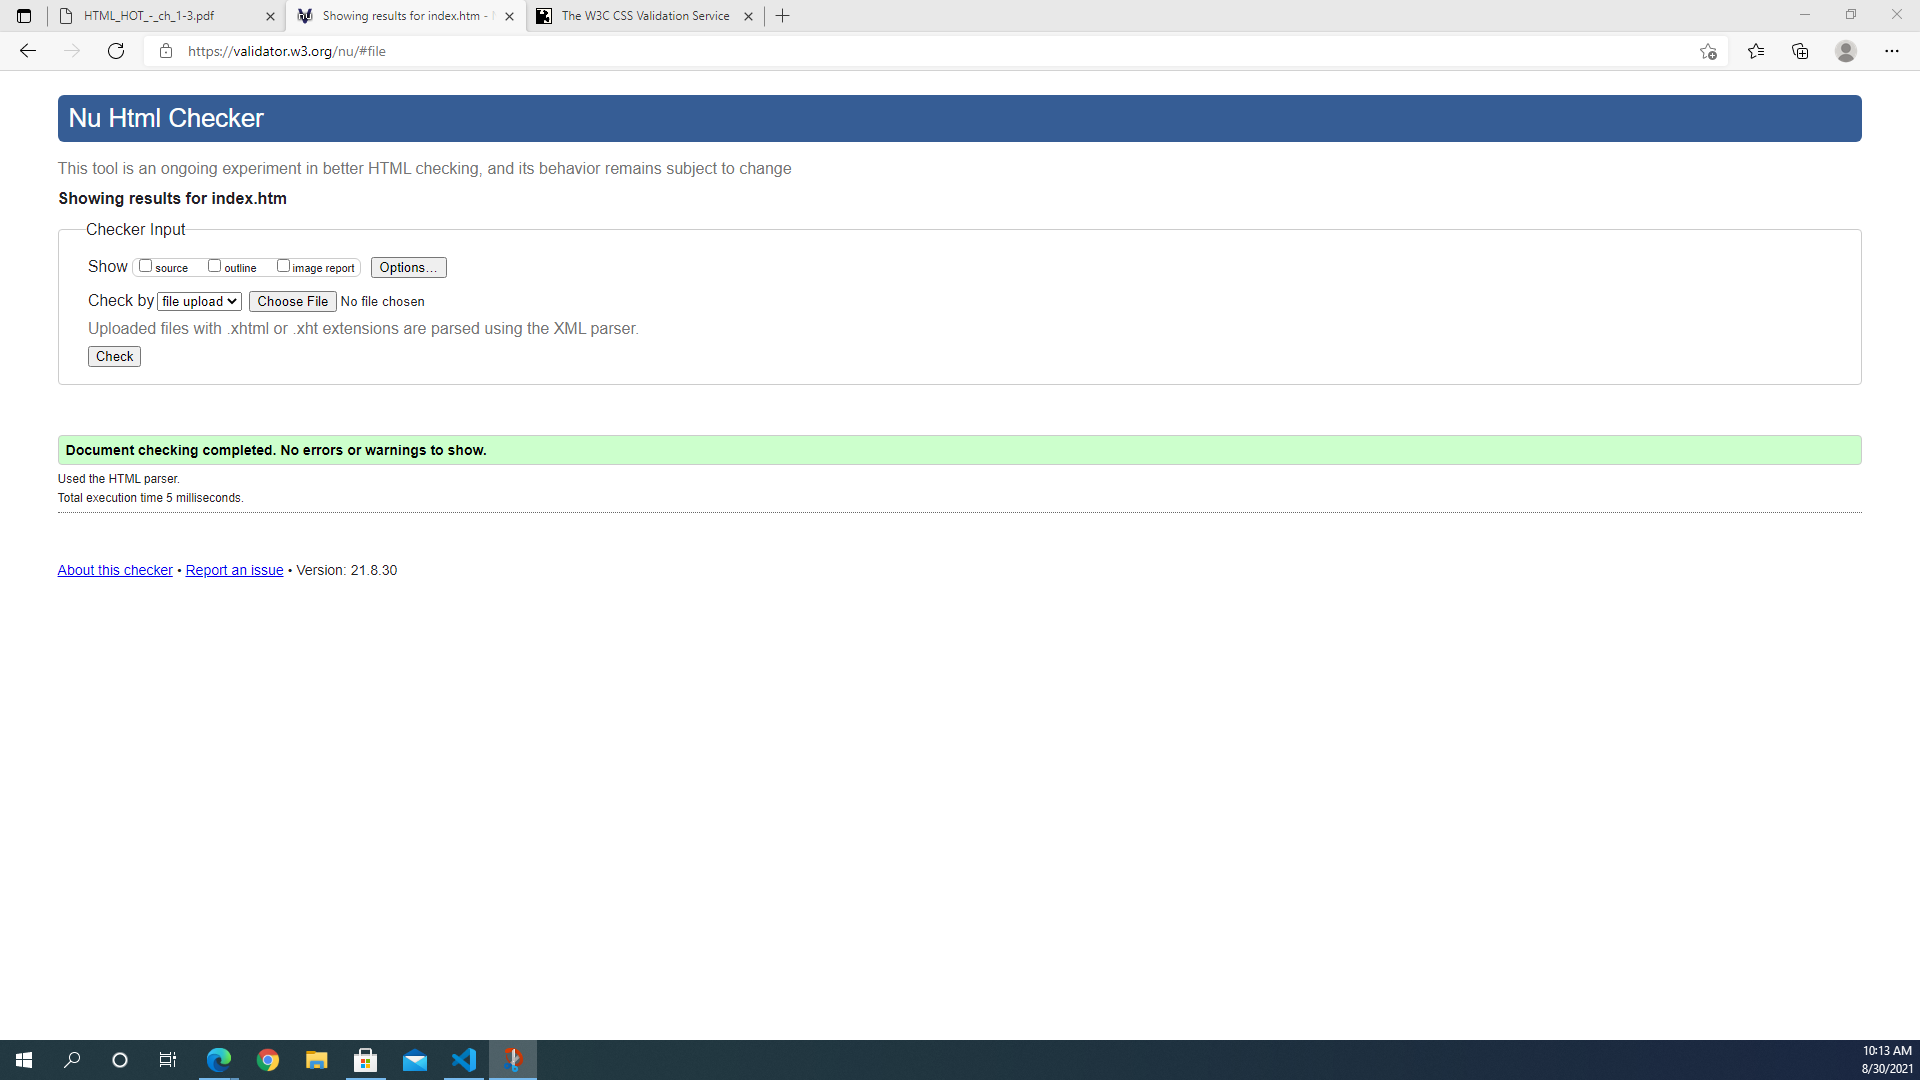 HTML_HOT_-_ch_1-3.pdf
Showing results for index.htm -
The W3C CSS Validation Service
https://validator.w3.org/nu/#file
Nu Html Checker
This tool is an ongoing experiment in better HTML checking, and its behavior remains subject to change
Showing results for index.htm
Checker Input
Show source outline image report Options...
Check by file upload Choose File No file chosen
Uploaded files with .xhtml or .xht extensions are parsed using the XML parser.
Check
Document checking completed. No errors or warnings to show.
Used the HTML parser.
Total execution time 5 milliseconds.
About this checker • Report an issue • Version: 21.8.30
10:13 AM
8/30/2021